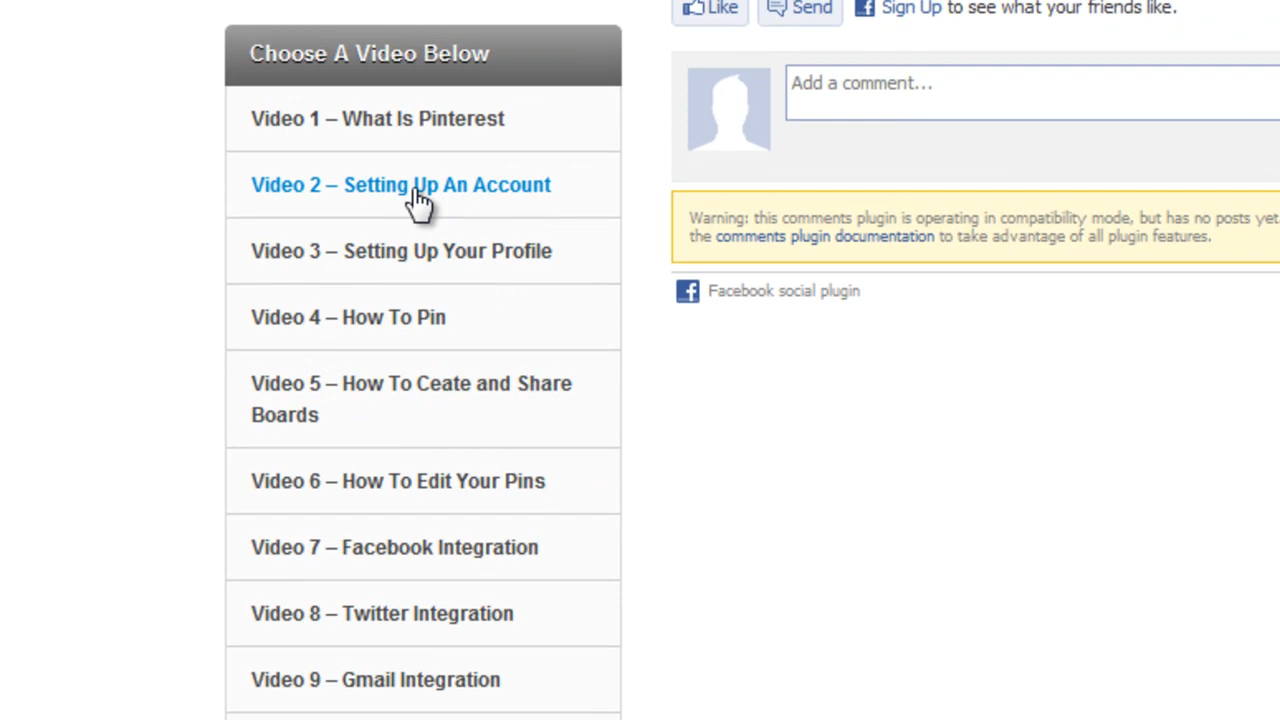 Like Send Sign Up to see what your friends like.
Choose A Video Below
Add a comment...
Video 1 – What Is Pinterest
Video 2 – Setting Up An Account
Warning: this comments plugin is operating in compatibility mode, but has no posts yet
the comments plugin documentation to take advantage of all plugin features.
Video 3 – Setting Up Your Profile
Facebook social plugin
Video 4 – How To Pin
Video 5 – How To Ceate and Share
Boards
Video 6 – How To Edit Your Pins
Video 7 – Facebook Integration
Video 8 – Twitter Integration
Video 9 – Gmail Integration